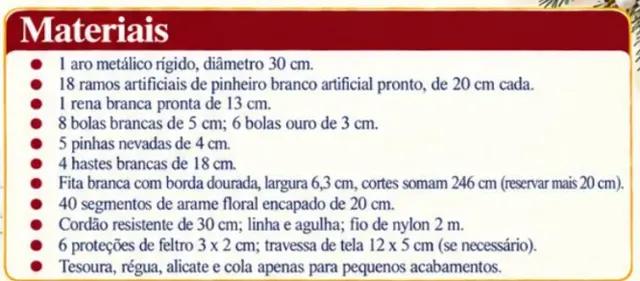 Materiais
1 aro metálico rígido, diâmetro 30 cm.
18 ramos artificiais de pinheiro branco artificial pronto, de 20 cm cada.
1 rena branca pronta de 13 cm.
8 bolas brancas de 5 cm; 6 bolas ouro de 3 cm.
5 pinhas nevadas de 4 cm.
4 hastes brancas de 18 cm.
Fita branca com borda dourada, largura 6,3 cm, cortes somam 246 cm (reservar mais 20 cm).
40 segmentos de arame floral encapado de 20 cm.
Cordão resistente de 30 cm; linha e agulha; fio de nylon 2 m.
6 proteções de feltro 3 x 2 cm; travessa de tela 12 x 5 cm (se necessário).
Tesoura, régua, alicate e cola apenas para pequenos acabamentos.